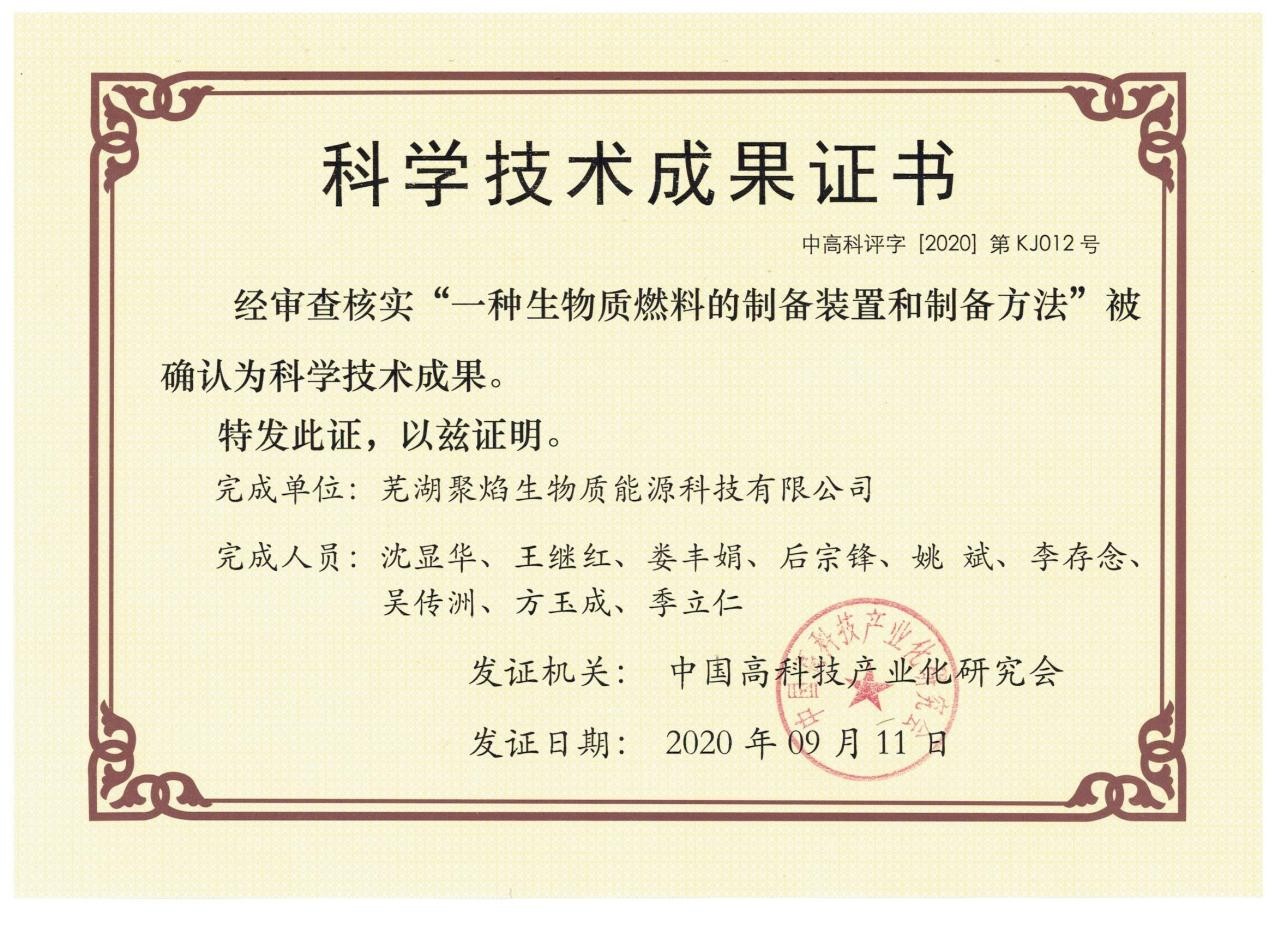 科学技术成果证书
中高科评字 [2020] 第 KJ012 号
经审查核实“一种生物质燃料的制备装置和制备方法”被
确认为科学技术成果。
特发此证，以兹证明。
完成单位：芜湖聚焰生物质能源科技有限公司
完成人员：沈显华、王继红、娄丰娟、后宗锋、姚 斌、李存念、
吴传洲、方玉成、季立仁
发证机关： 中国高科技产业化研究会
发证日期： 2020 年 09 月 11 日
中国高科技产业化研究会